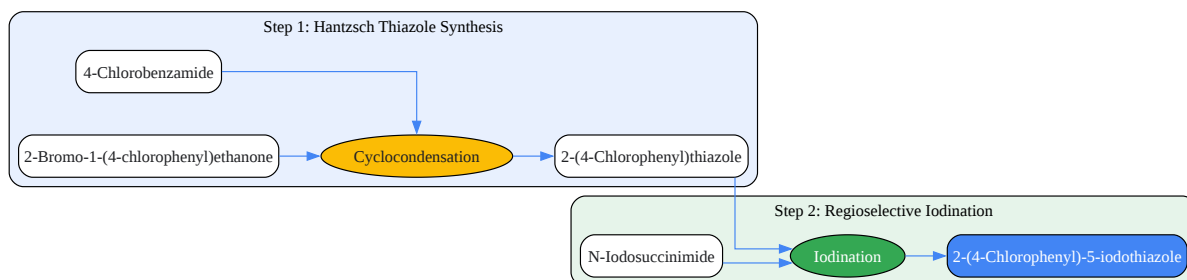 Step 1: Hantzsch Thiazole Synthesis
4-Chlorobenzamide
2-Bromo-1-(4-chlorophenyl)ethanone
Cyclocondensation
2-(4-Chlorophenyl)thiazole
Step 2: Regioselective Iodination
N-Iodosuccinimide
Iodination
2-(4-Chlorophenyl)-5-iodothiazole